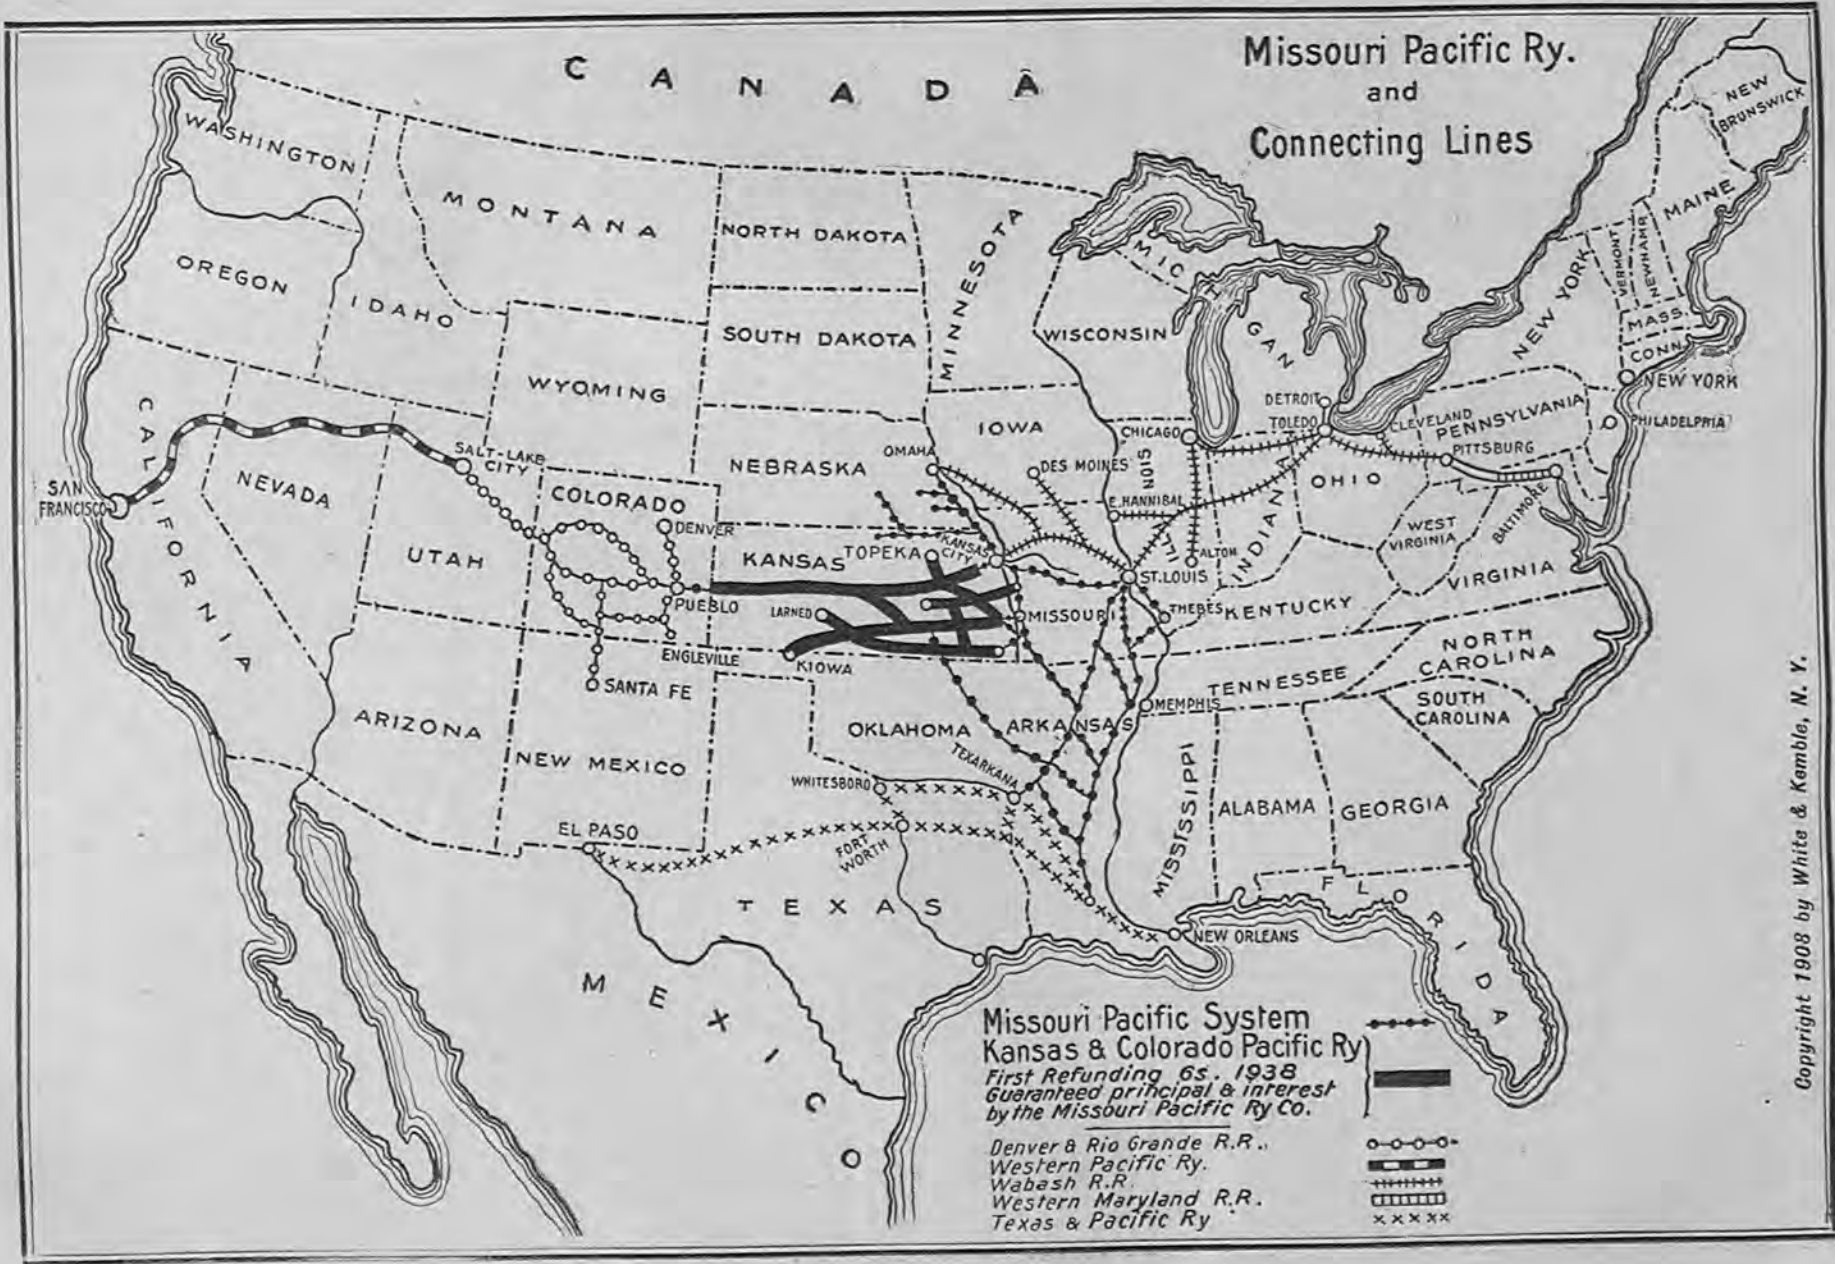 CANADA
Missouri Pacific Ry.
and
Connecting Lines
NEW
BRUNSWICK
WASHINGTON
MONTANA
NORTH DAKOTA
MINNESOTA
MICHIGAN
MAINE
VERMONT
NEWHAMP.
NEW YORK
OREGON
IDAHO
SOUTH DAKOTA
WISCONSIN
MASS.
CONN.
WYOMING
NEW YORK
DETROIT
TOLEDO
CLEVELAND
PENNSYLVANIA
PHILADELPHIA
CALIFORNIA
IOWA
CHICAGO
OMAHA
DES MOINES
PITTSBURG
SALT-LAKE
CITY
NEBRASKA
SAN
FRANCISCO
NEVADA
COLORADO
DENVER
E. HANNIBAL
ILLINOIS
INDIANA
OHIO
WEST
VIRGINIA
BALTIMORE
UTAH
KANSAS
TOPEKA
KANSAS
CITY
ALTON
ST. LOUIS
VIRGINIA
PUEBLO
LARNED
MISSOURI
THEBES
KENTUCKY
ENGLEVILLE
KIOWA
NORTH
CAROLINA
SANTA FE
TENNESSEE
MEMPHIS
SOUTH
CAROLINA
ARIZONA
OKLAHOMA
ARKANSAS
NEW MEXICO
TEXARKANA
WHITESBORO
MISSISSIPPI
ALABAMA
GEORGIA
EL PASO
FORT
WORTH
TEXAS
FLORIDA
NEW ORLEANS
MEXICO
Missouri Pacific System
Kansas & Colorado Pacific Ry
First Refunding 6s. 1938
Guaranteed principal & interest
by the Missouri Pacific Ry Co.
Denver & Rio Grande R.R.
Western Pacific Ry.
Wabash R.R.
Western Maryland R.R.
Texas & Pacific Ry
Copyright 1908 by White & Kemble, N. Y.